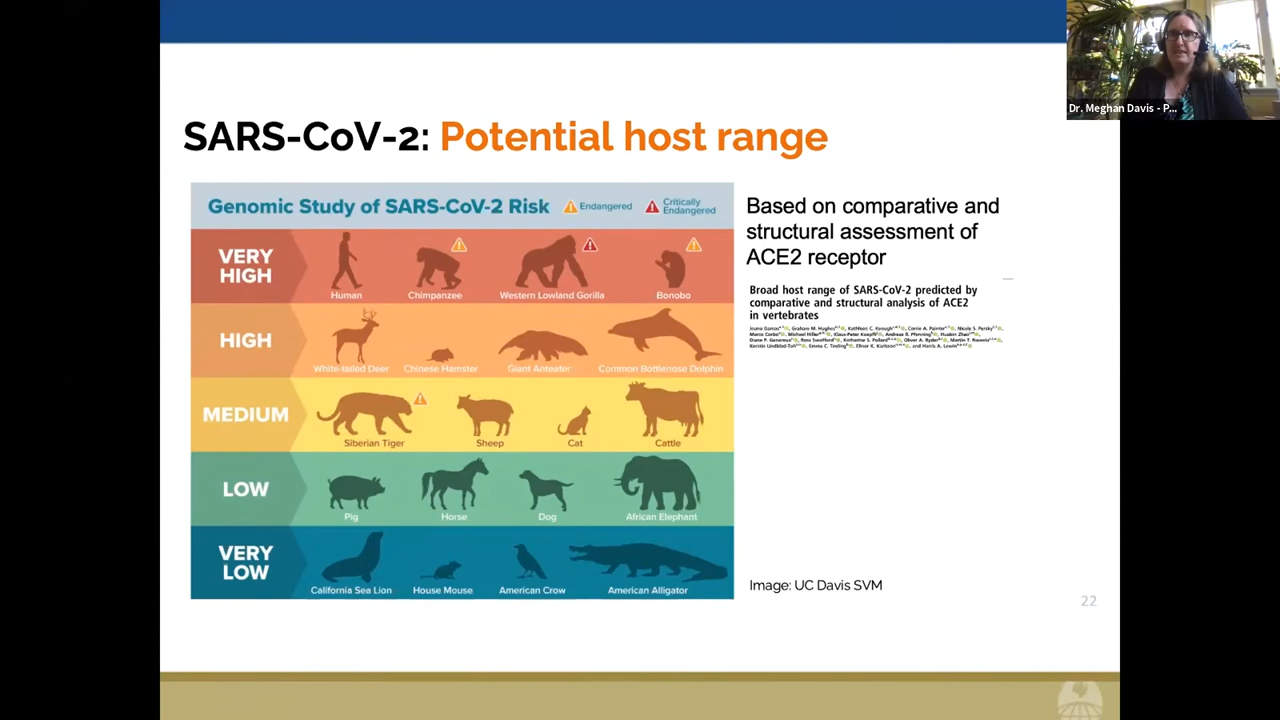 Dr. Meghan Davis - P...
SARS-CoV-2: Potential host range
Genomic Study of SARS-CoV-2 Risk
Endangered
Critically
Endangered
VERY
HIGH
Human
Chimpanzee
Western Lowland Gorilla
Bonobo
HIGH
White-tailed Deer
Chinese Hamster
Giant Anteater
Common Bottlenose Dolphin
MEDIUM
Siberian Tiger
Sheep
Cat
Cattle
LOW
Pig
Horse
Dog
African Elephant
VERY
LOW
California Sea Lion
House Mouse
American Crow
American Alligator
Based on comparative and
structural assessment of
ACE2 receptor
Broad host range of SARS-CoV-2 predicted by
comparative and structural analysis of ACE2
in vertebrates
Image: UC Davis SVM
22